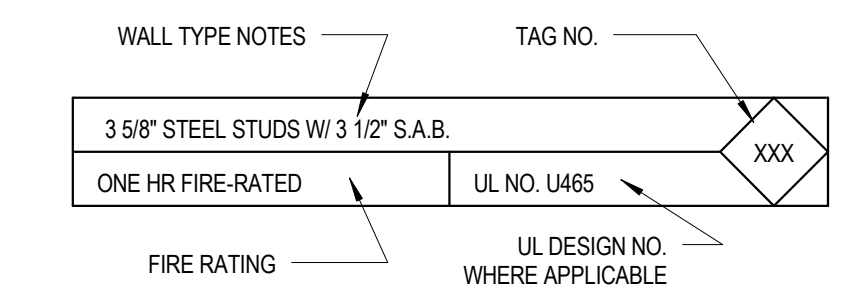 WALL TYPE NOTES
TAG NO.
3 5/8" STEEL STUDS W/ 3 1/2" S.A.B.
XXX
ONE HR FIRE-RATED
UL NO. U465
FIRE RATING
UL DESIGN NO.
WHERE APPLICABLE